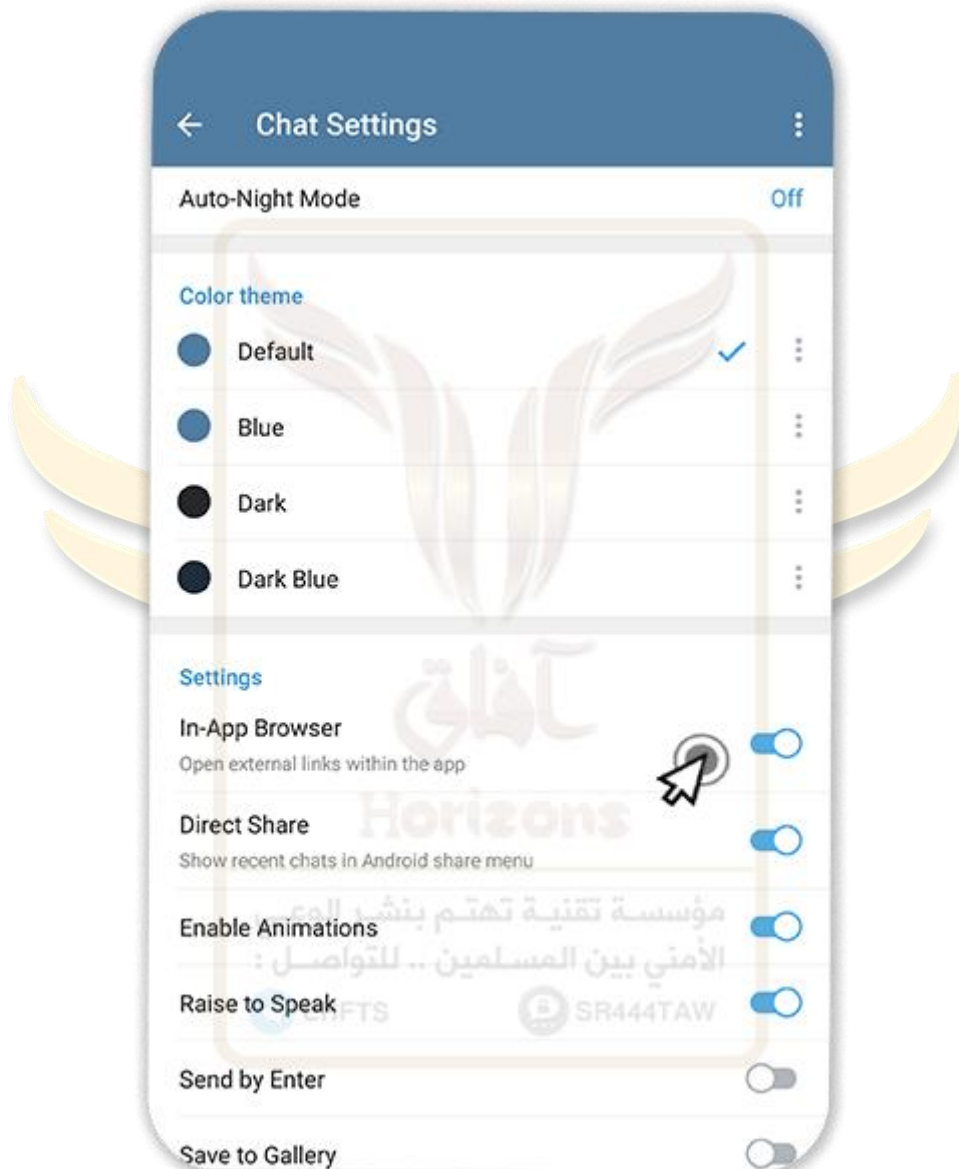 Chat Settings
Auto-Night Mode
Off
Color theme
Default
Blue
Dark
Dark Blue
Settings
In-App Browser
Open external links within the app
Direct Share
Show recent chats in Android share menu
Enable Animations
Raise to Speak
Send by Enter
Save to Gallery
آفاق
Horizons
مؤسسة تقنية تهتم بنشر الوعي
الأمني بين المسلمين .. للتواصل :
SR444TAW